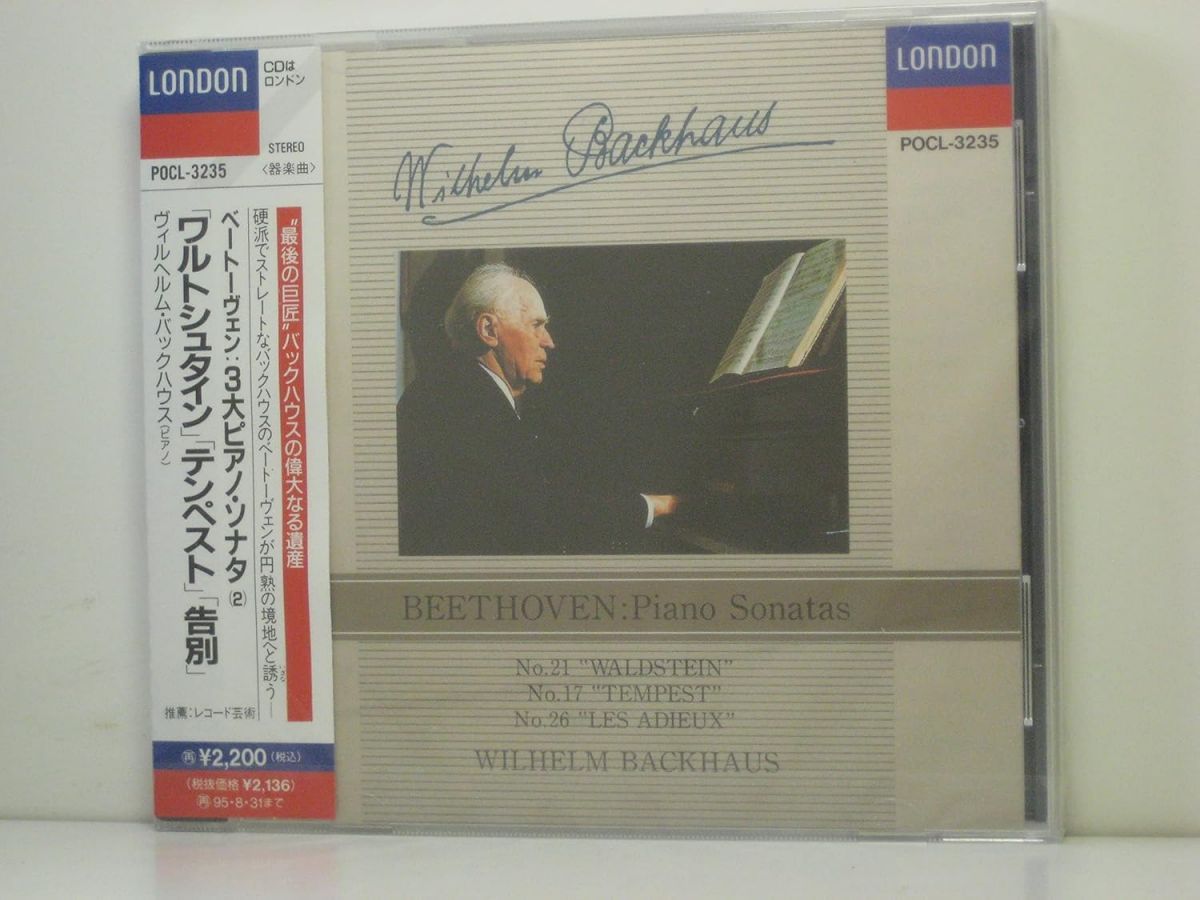 LONDON
CDは
ロンドン
STEREO
POCL-3235
〈器楽曲〉
“最後の巨匠”バックハウスの偉大なる遺産
硬派でストレートなバックハウスのベートーヴェンが円熟の境地へと誘う―
いざな
ベートーヴェン:3大ピアノ・ソナタ(2)
「ワルトシュタイン」「テンペスト」「告別」
ヴィルヘルム・バックハウス(ピアノ)
推薦:レコード芸術
再 ¥2,200(税込)
(税抜価格 ¥2,136)
再 95・8・31まで
Wilhelm Backhaus
LONDON
POCL-3235
BEETHOVEN:Piano Sonatas
No.21 "WALDSTEIN"
No.17 "TEMPEST"
No.26 "LES ADIEUX"
WILHELM BACKHAUS